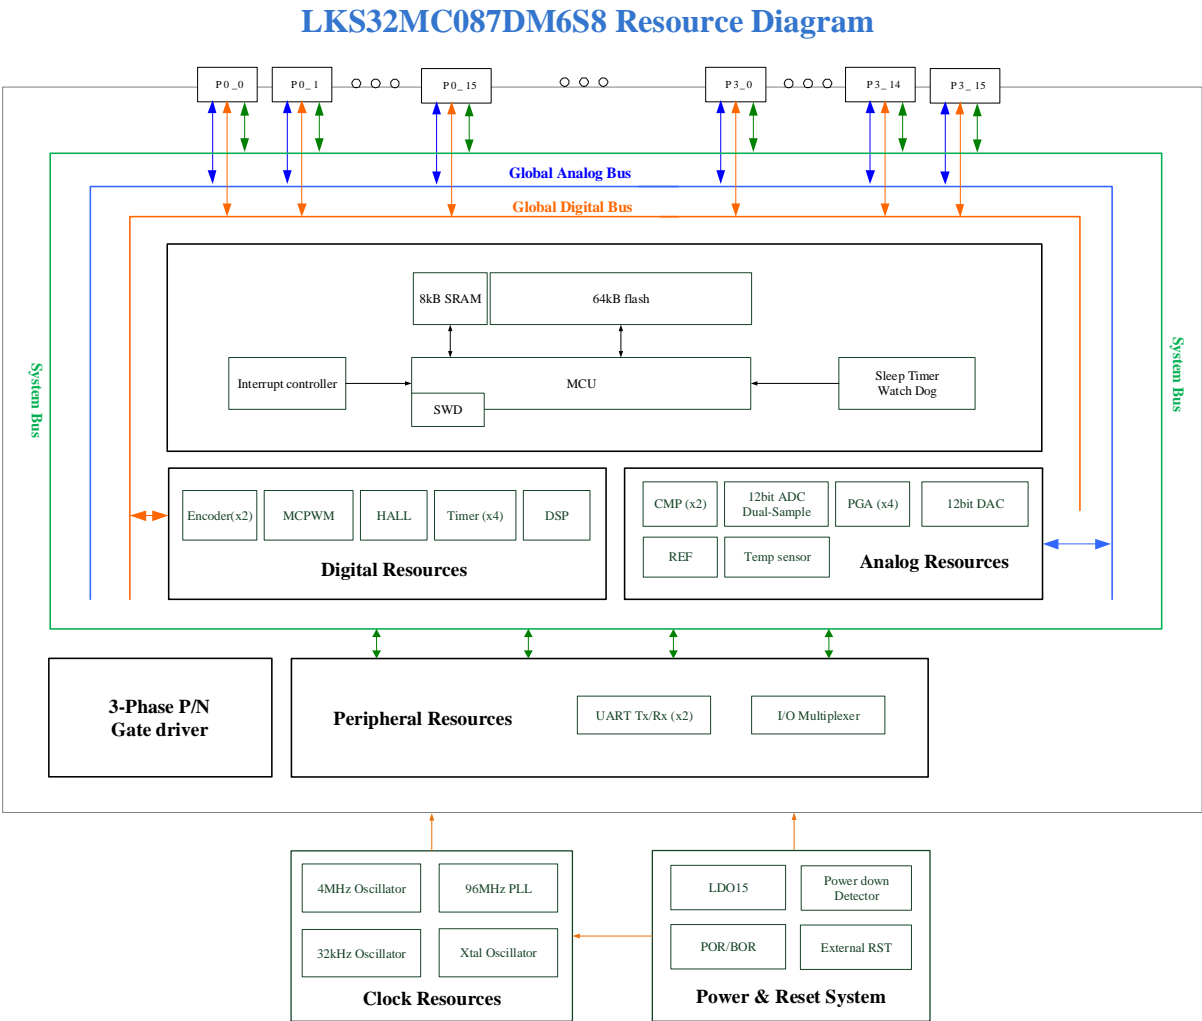 LKS32MC087DM6S8 Resource Diagram
P0_0
P0_1
P0_15
P3_0
P3_14
P3_15
Global Analog Bus
Global Digital Bus
8kB SRAM
64kB flash
System Bus
System Bus
Interrupt controller
MCU
Sleep Timer
Watch Dog
SWD
Encoder(x2)
MCPWM
HALL
Timer (x4)
DSP
Digital Resources
CMP (x2)
12bit ADC
Dual-Sample
PGA (x4)
12bit DAC
REF
Temp sensor
Analog Resources
3-Phase P/N
Gate driver
Peripheral Resources
UART Tx/Rx (x2)
I/O Multiplexer
4MHz Oscillator
96MHz PLL
32kHz Oscillator
Xtal Oscillator
Clock Resources
LDO15
Power down
Detector
POR/BOR
External RST
Power & Reset System